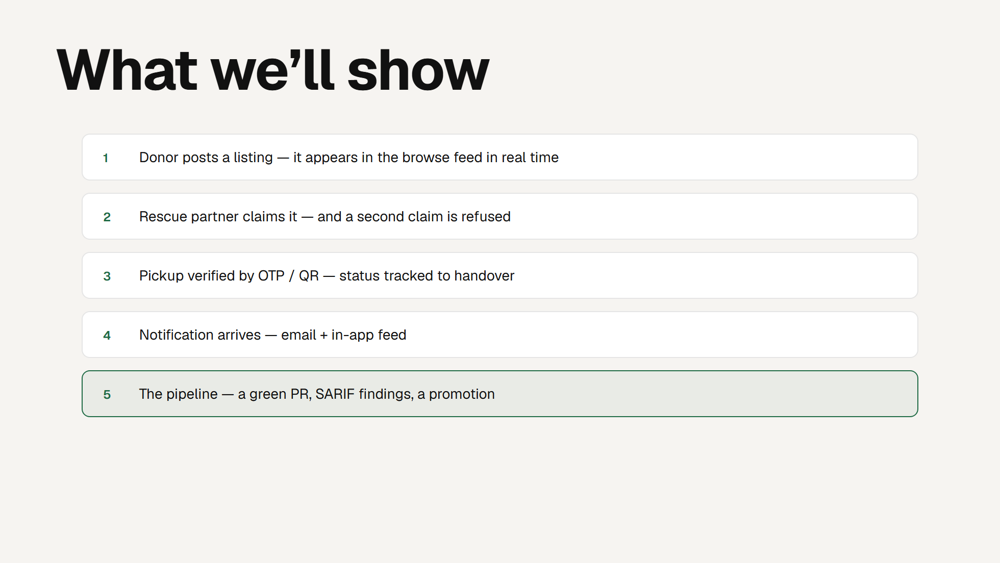 What we’ll show
1 Donor posts a listing — it appears in the browse feed in real time
2 Rescue partner claims it — and a second claim is refused
3 Pickup verified by OTP / QR — status tracked to handover
4 Notification arrives — email + in-app feed
5 The pipeline — a green PR, SARIF findings, a promotion